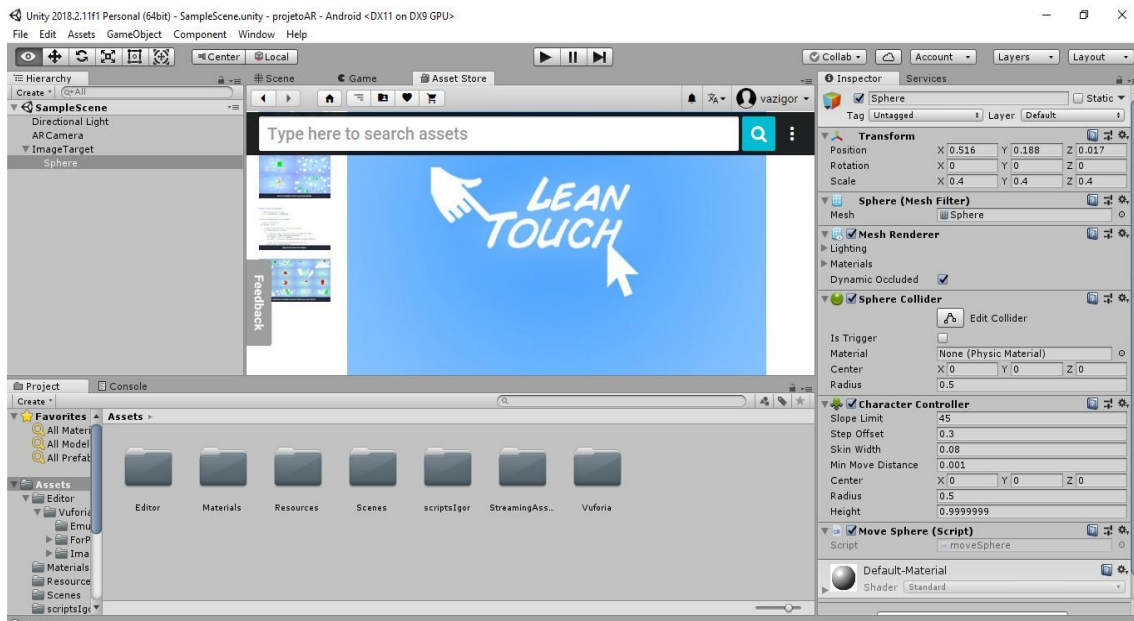 Unity 2018.2.11f1 Personal (64bit) - SampleScene.unity - projetoAR - Android <DX11 on DX9 GPU>
File Edit Assets GameObject Component Window Help
Center Local Collab Account Layers Layout
Hierarchy
Create All
SampleScene
Directional Light
ARCamera
ImageTarget
Sphere
Scene Game Asset Store
vazigor
Type here to search assets
LEAN
TOUCH
Feedback
Project Console
Create
Favorites
All Materi
All Model
All Prefab
Assets
Editor
Vuforia
Emu
ForP
Ima
Materials
Resource
Scenes
scriptsIgo
Assets
Editor Materials Resources Scenes scriptsIgor StreamingAss... Vuforia
Inspector Services
Sphere Static
Tag Untagged Layer Default
Transform
Position X 0.516 Y 0.188 Z 0.017
Rotation X 0 Y 0 Z 0
Scale X 0.4 Y 0.4 Z 0.4
Sphere (Mesh Filter)
Mesh Sphere
Mesh Renderer
Lighting
Materials
Dynamic Occluded
Sphere Collider
Edit Collider
Is Trigger
Material None (Physic Material)
Center X 0 Y 0 Z 0
Radius 0.5
Character Controller
Slope Limit 45
Step Offset 0.3
Skin Width 0.08
Min Move Distance 0.001
Center X 0 Y 0 Z 0
Radius 0.5
Height 0.9999999
Move Sphere (Script)
Script moveSphere
Default-Material
Shader Standard